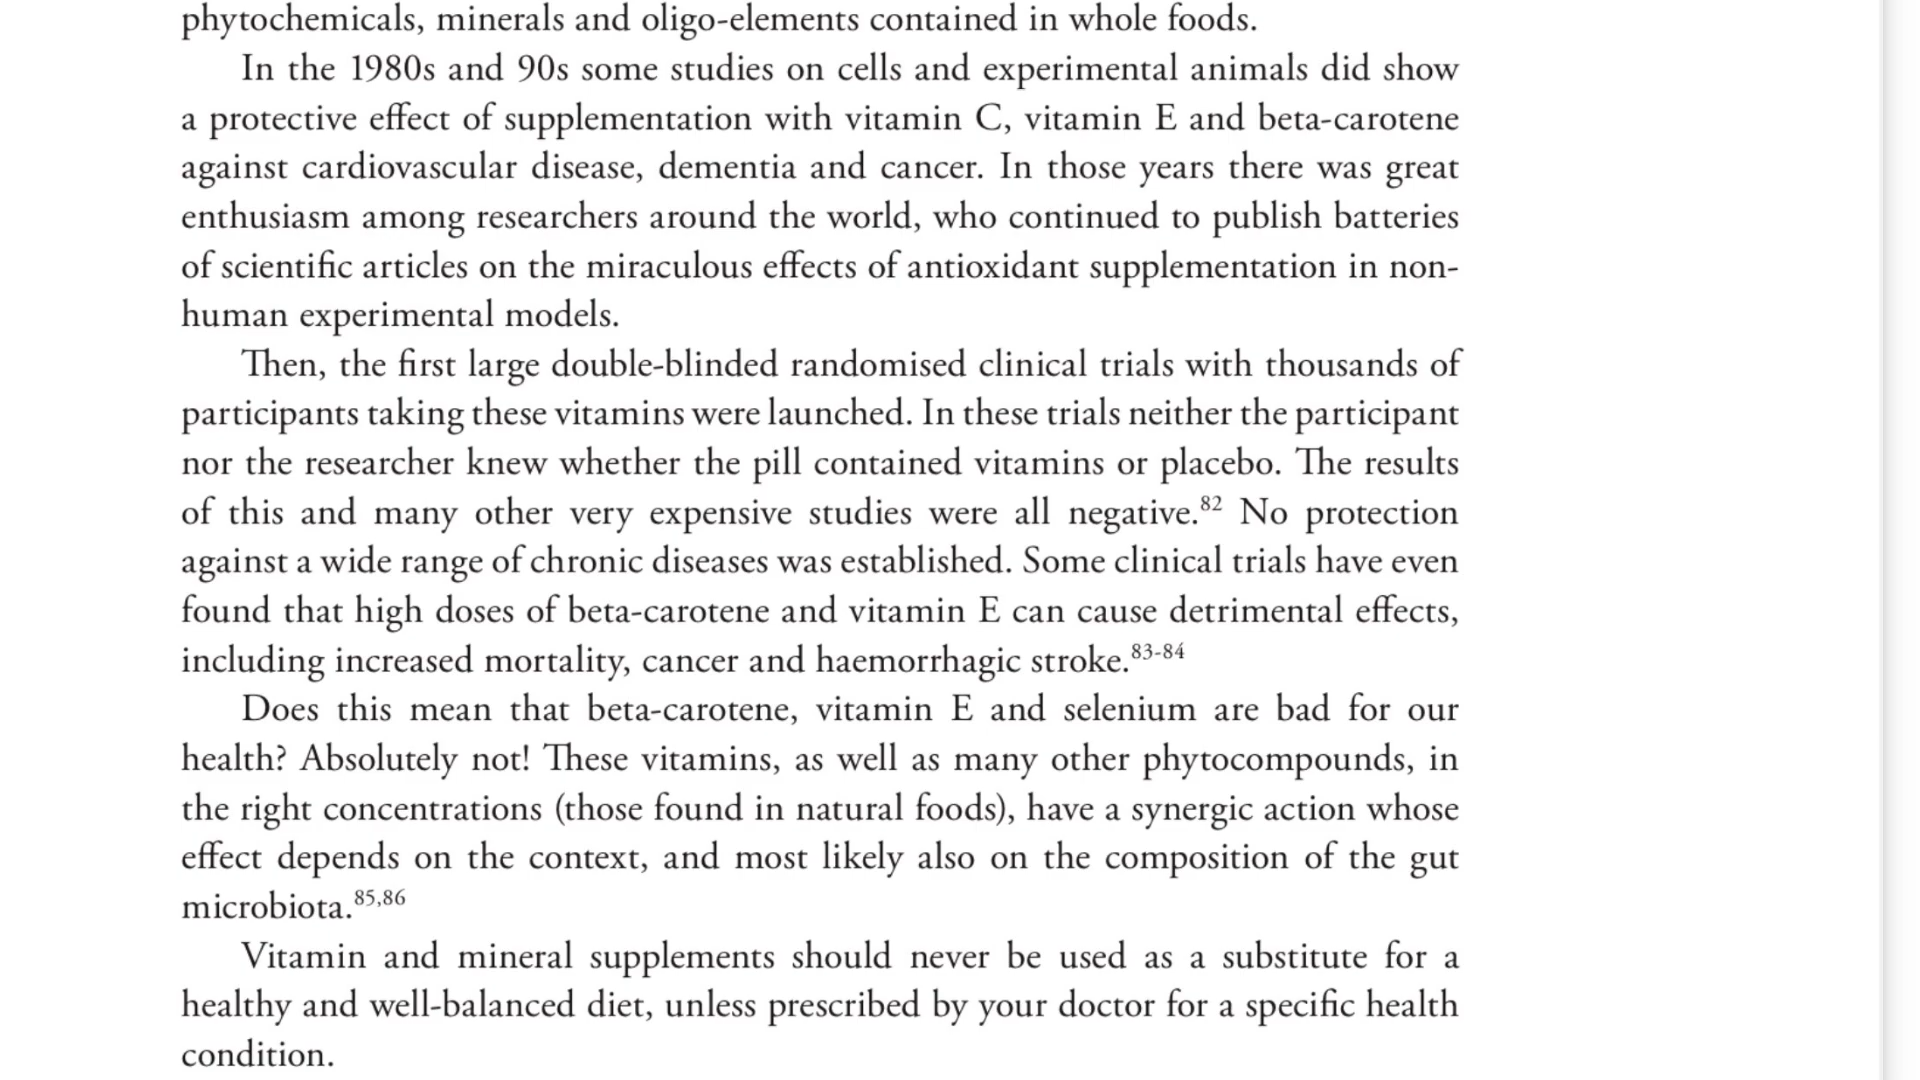 phytochemicals, minerals and oligo-elements contained in whole foods.
In the 1980s and 90s some studies on cells and experimental animals did show
a protective effect of supplementation with vitamin C, vitamin E and beta-carotene
against cardiovascular disease, dementia and cancer. In those years there was great
enthusiasm among researchers around the world, who continued to publish batteries
of scientific articles on the miraculous effects of antioxidant supplementation in non-
human experimental models.
Then, the first large double-blinded randomised clinical trials with thousands of
participants taking these vitamins were launched. In these trials neither the participant
nor the researcher knew whether the pill contained vitamins or placebo. The results
of this and many other very expensive studies were all negative.82 No protection
against a wide range of chronic diseases was established. Some clinical trials have even
found that high doses of beta-carotene and vitamin E can cause detrimental effects,
including increased mortality, cancer and haemorrhagic stroke.83-84
Does this mean that beta-carotene, vitamin E and selenium are bad for our
health? Absolutely not! These vitamins, as well as many other phytocompounds, in
the right concentrations (those found in natural foods), have a synergic action whose
effect depends on the context, and most likely also on the composition of the gut
microbiota.85,86
Vitamin and mineral supplements should never be used as a substitute for a
healthy and well-balanced diet, unless prescribed by your doctor for a specific health
condition.